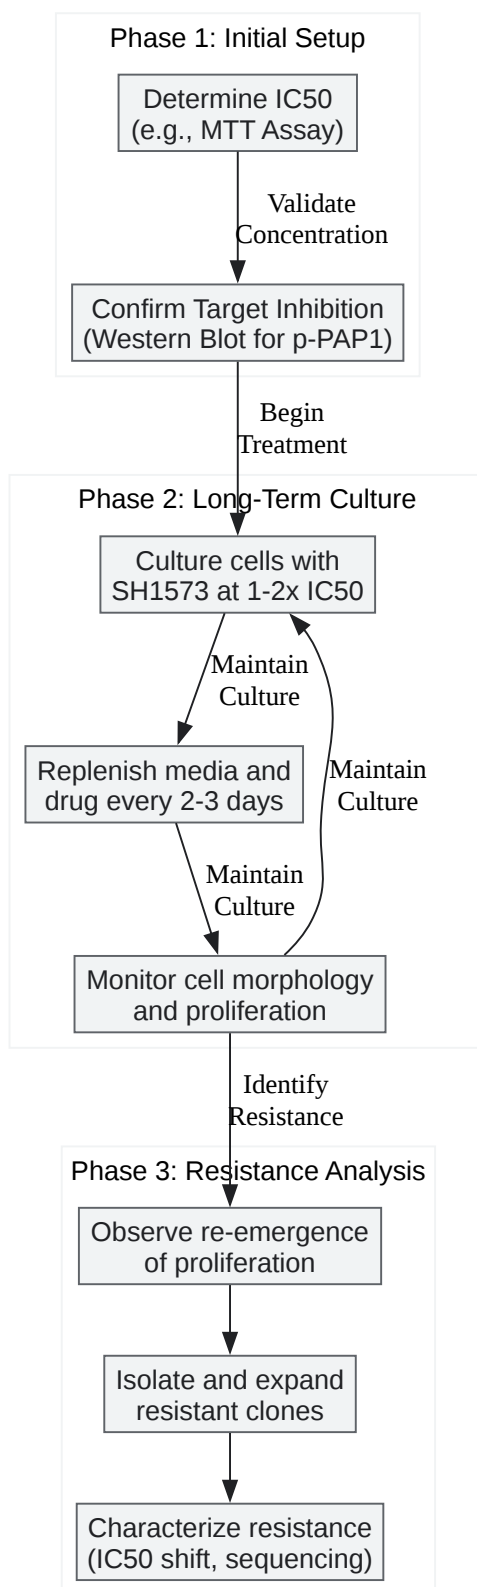 Phase 1: Initial Setup
Determine IC50
(e.g., MTT Assay)
Validate
Concentration
Confirm Target Inhibition
(Western Blot for p-PAP1)
Begin
Treatment
Phase 2: Long-Term Culture
Culture cells with
SH1573 at 1-2x IC50
Maintain
Culture
Replenish media and
drug every 2-3 days
Maintain
Culture
Maintain
Culture
Monitor cell morphology
and proliferation
Identify
Resistance
Phase 3: Resistance Analysis
Observe re-emergence
of proliferation
Isolate and expand
resistant clones
Characterize resistance
(IC50 shift, sequencing)